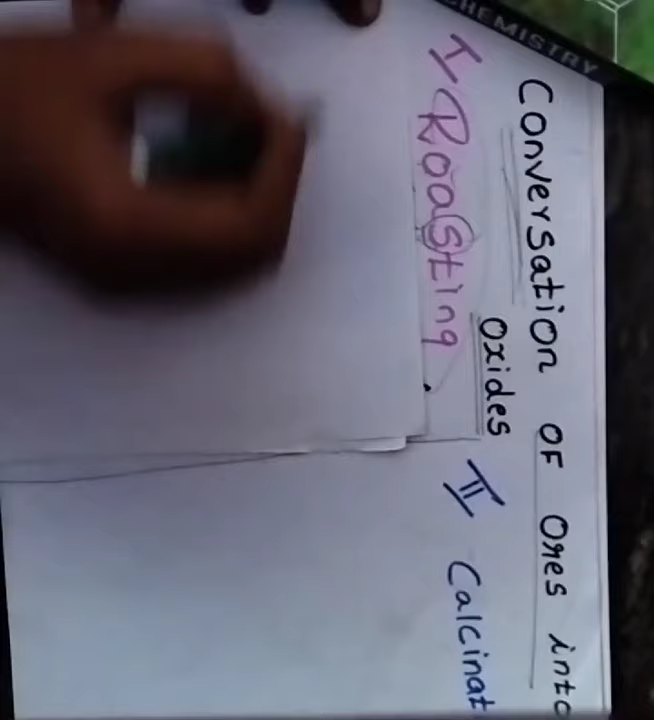 CHEMISTRY
Conversation OF Ores into
oxides
I Roasting.
II Calcinat